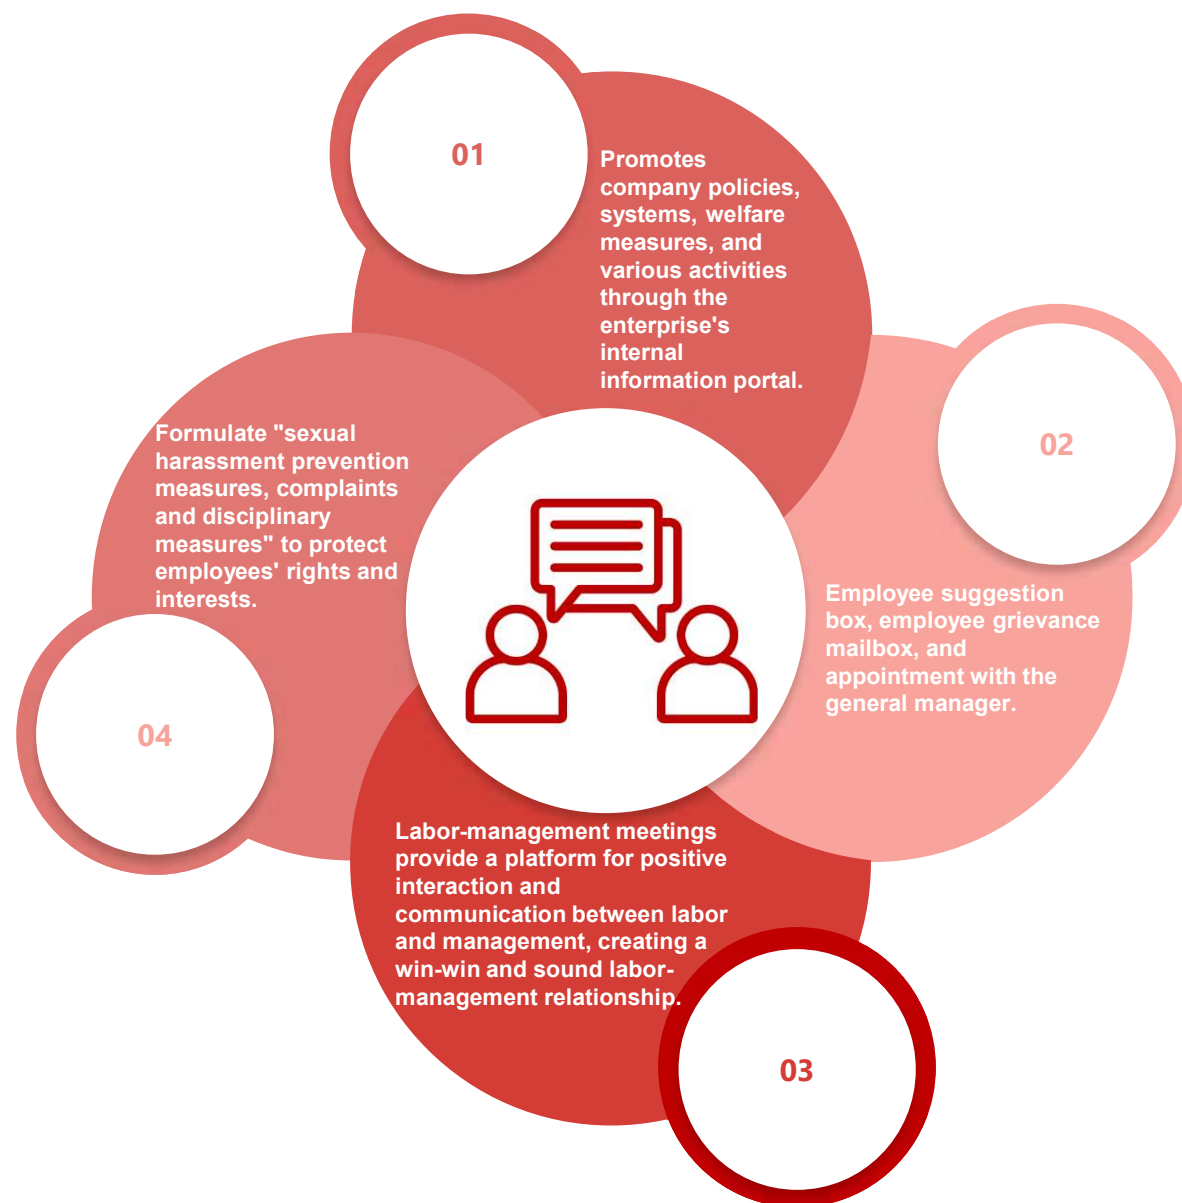 01
Promotes
company policies,
systems, welfare
measures, and
various activities
through the
enterprise's
internal
information portal.
02
Employee suggestion
box, employee grievance
mailbox, and
appointment with the
general manager.
03
Labor-management meetings
provide a platform for positive
interaction and
communication between labor
and management, creating a
win-win and sound labor-
management relationship.
04
Formulate "sexual
harassment prevention
measures, complaints
and disciplinary
measures" to protect
employees' rights and
interests.